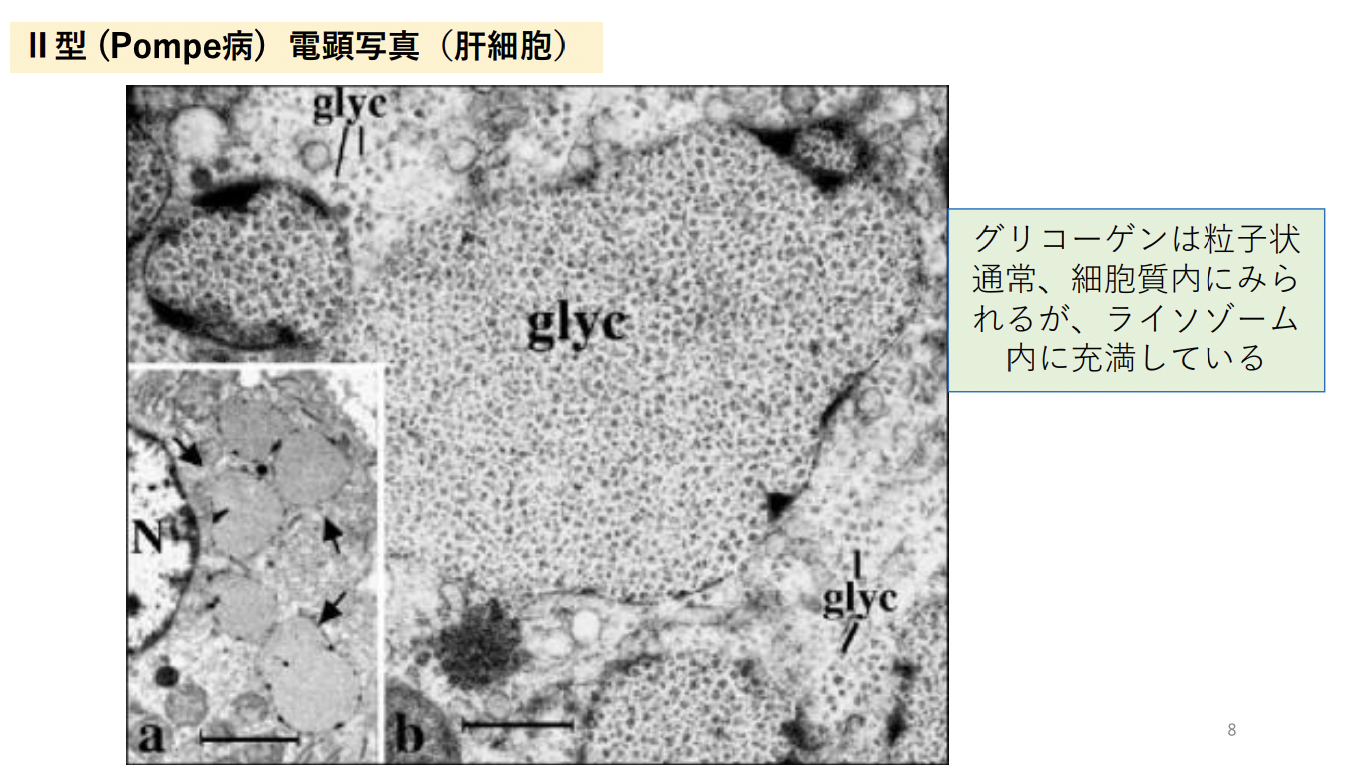 II型 (Pompe病）電顕写真（肝細胞）
glyc
glyc
グリコーゲンは粒子状
通常、細胞質内にみら
れるが、ライソゾーム
内に充満している
N
glyc
a
b
8